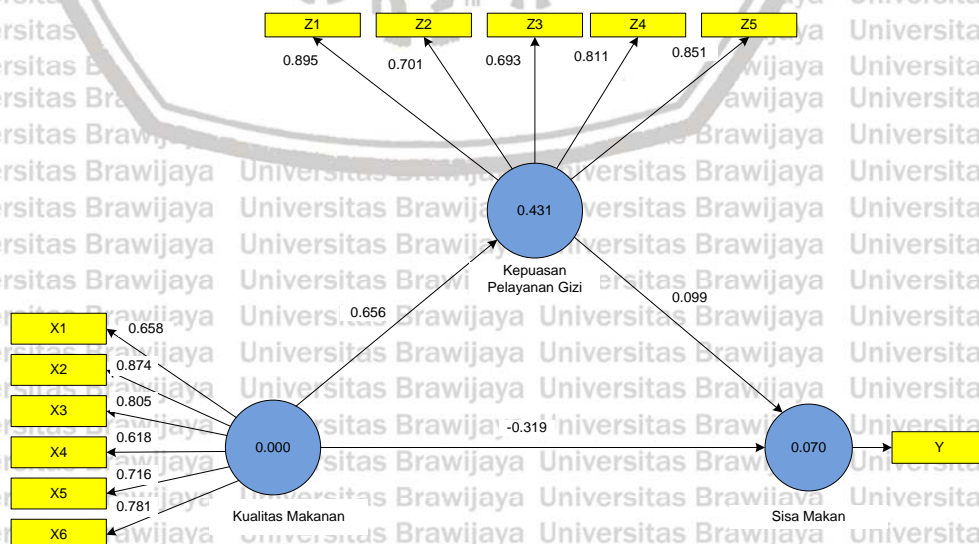 Z1 Z2 Z3 Z4 Z5
0.895 0.701 0.693 0.811 0.851
0.431
Kepuasan
Pelayanan Gizi
0.656
0.099
X1 0.658
X2 0.874
X3 0.805
X4 0.618
X5 0.716
X6 0.781
0.000
Kualitas Makanan
-0.319
0.070
Sisa Makan
Y
Universitas Brawijaya